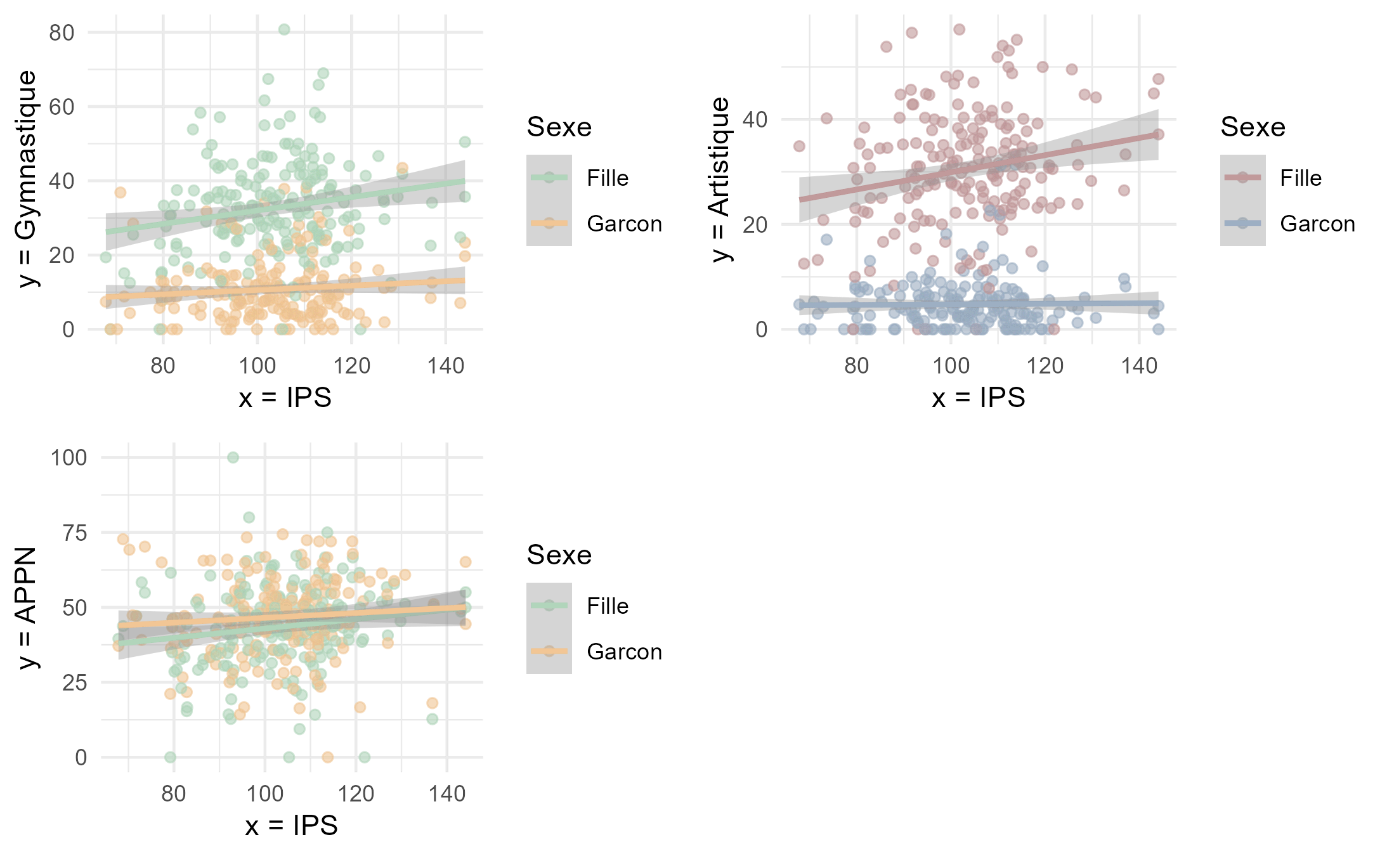 y = Gymnastique
80
60
40
20
0
80 100 120 140
x = IPS
Sexe
Fille
Garcon
y = Artistique
40
20
0
80 100 120 140
x = IPS
Sexe
Fille
Garcon
y = APPN
100
75
50
25
0
80 100 120 140
x = IPS
Sexe
Fille
Garcon